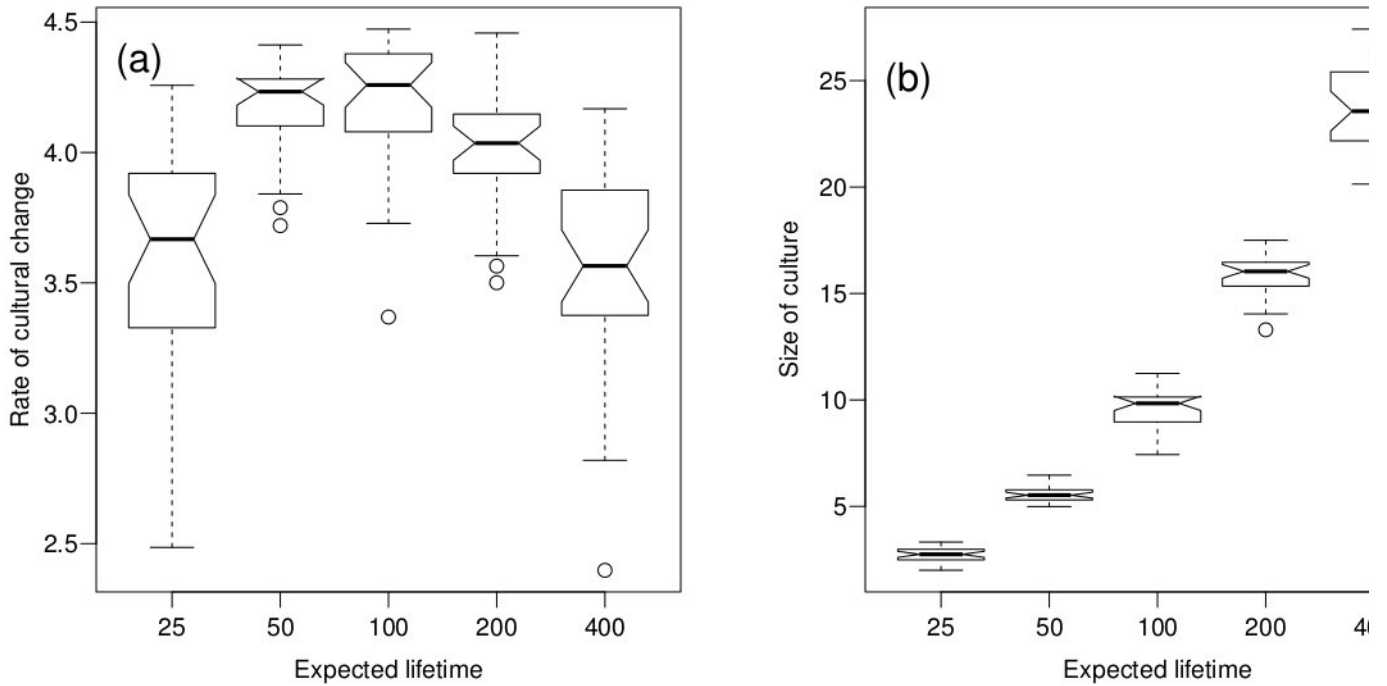 (a)
Rate of cultural change
4.5
4.0
3.5
3.0
2.5
25 50 100 200 400
Expected lifetime
(b)
Size of culture
25
20
15
10
5
25 50 100 200
Expected lifetime